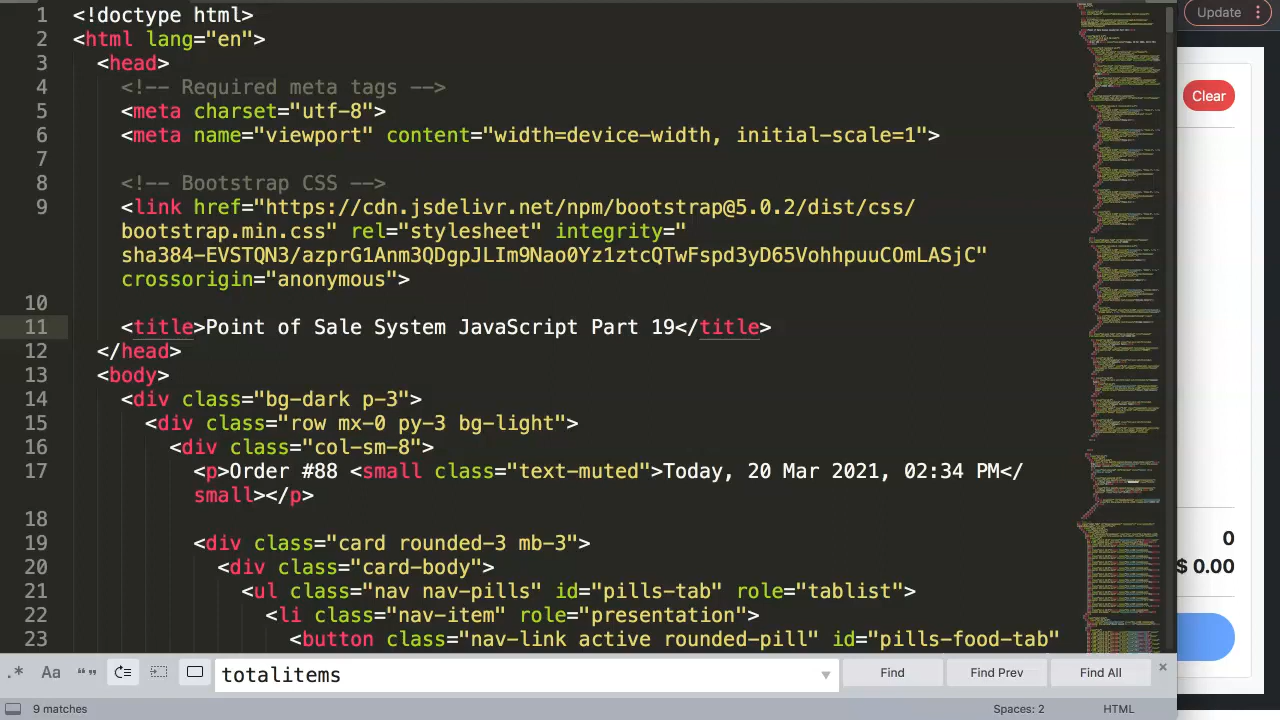 1 <!doctype html>
2 <html lang="en">
3 <head>
4 <!-- Required meta tags -->
5 <meta charset="utf-8">
6 <meta name="viewport" content="width=device-width, initial-scale=1">
7
8 <!-- Bootstrap CSS -->
9 <link href="https://cdn.jsdelivr.net/npm/bootstrap@5.0.2/dist/css/
bootstrap.min.css" rel="stylesheet" integrity="
sha384-EVSTQN3/azprG1Anm3QDgpJLIm9Nao0Yz1ztcQTwFspd3yD65VohhpuuCOmLASjC"
crossorigin="anonymous">
10
11 <title>Point of Sale System JavaScript Part 19</title>
12 </head>
13 <body>
14 <div class="bg-dark p-3">
15 <div class="row mx-0 py-3 bg-light">
16 <div class="col-sm-8">
17 <p>Order #88 <small class="text-muted">Today, 20 Mar 2021, 02:34 PM</
small></p>
18
19 <div class="card rounded-3 mb-3">
20 <div class="card-body">
21 <ul class="nav nav-pills" id="pills-tab" role="tablist">
22 <li class="nav-item" role="presentation">
23 <button class="nav-link active rounded-pill" id="pills-food-tab"
Update
Clear
0
$ 0.00
.* Aa “” totalitems Find Find Prev Find All ×
9 matches Spaces: 2 HTML